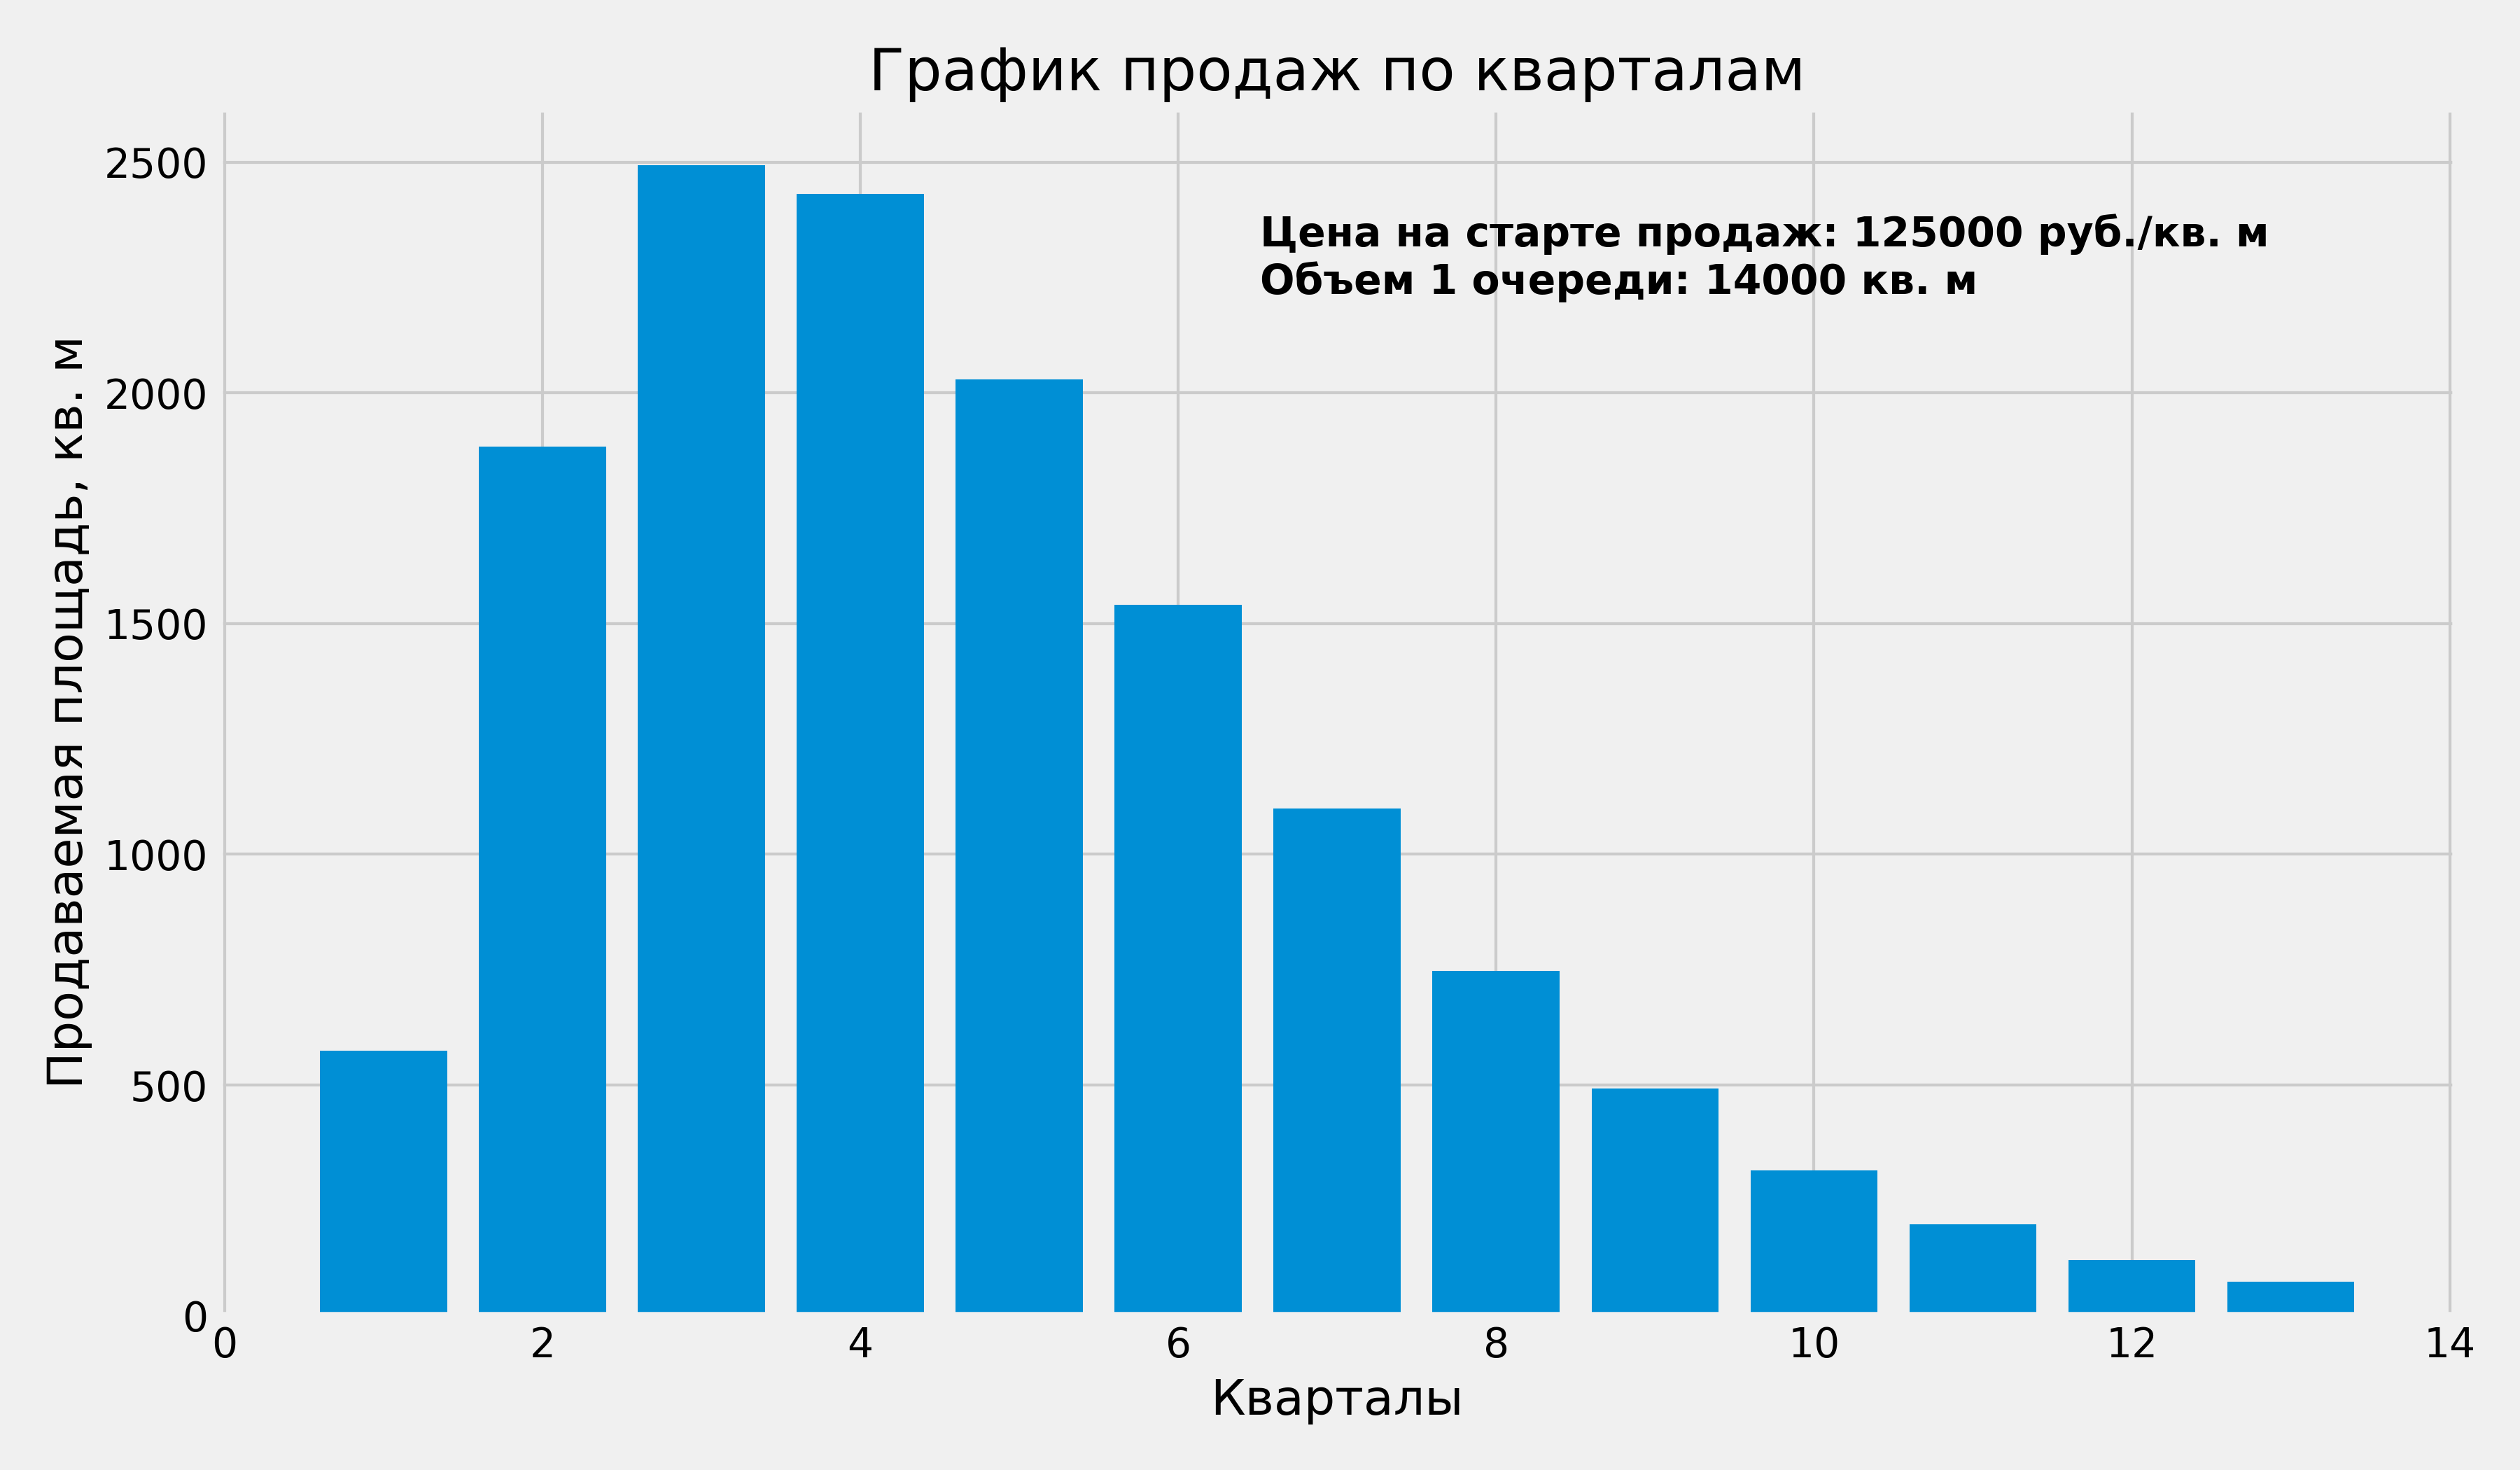 График продаж по кварталам
Цена на старте продаж: 125000 руб./кв. м
Объем 1 очереди: 14000 кв. м
Продаваемая площадь, кв. м
2500
2000
1500
1000
500
0
0 2 4 6 8 10 12 14
Кварталы